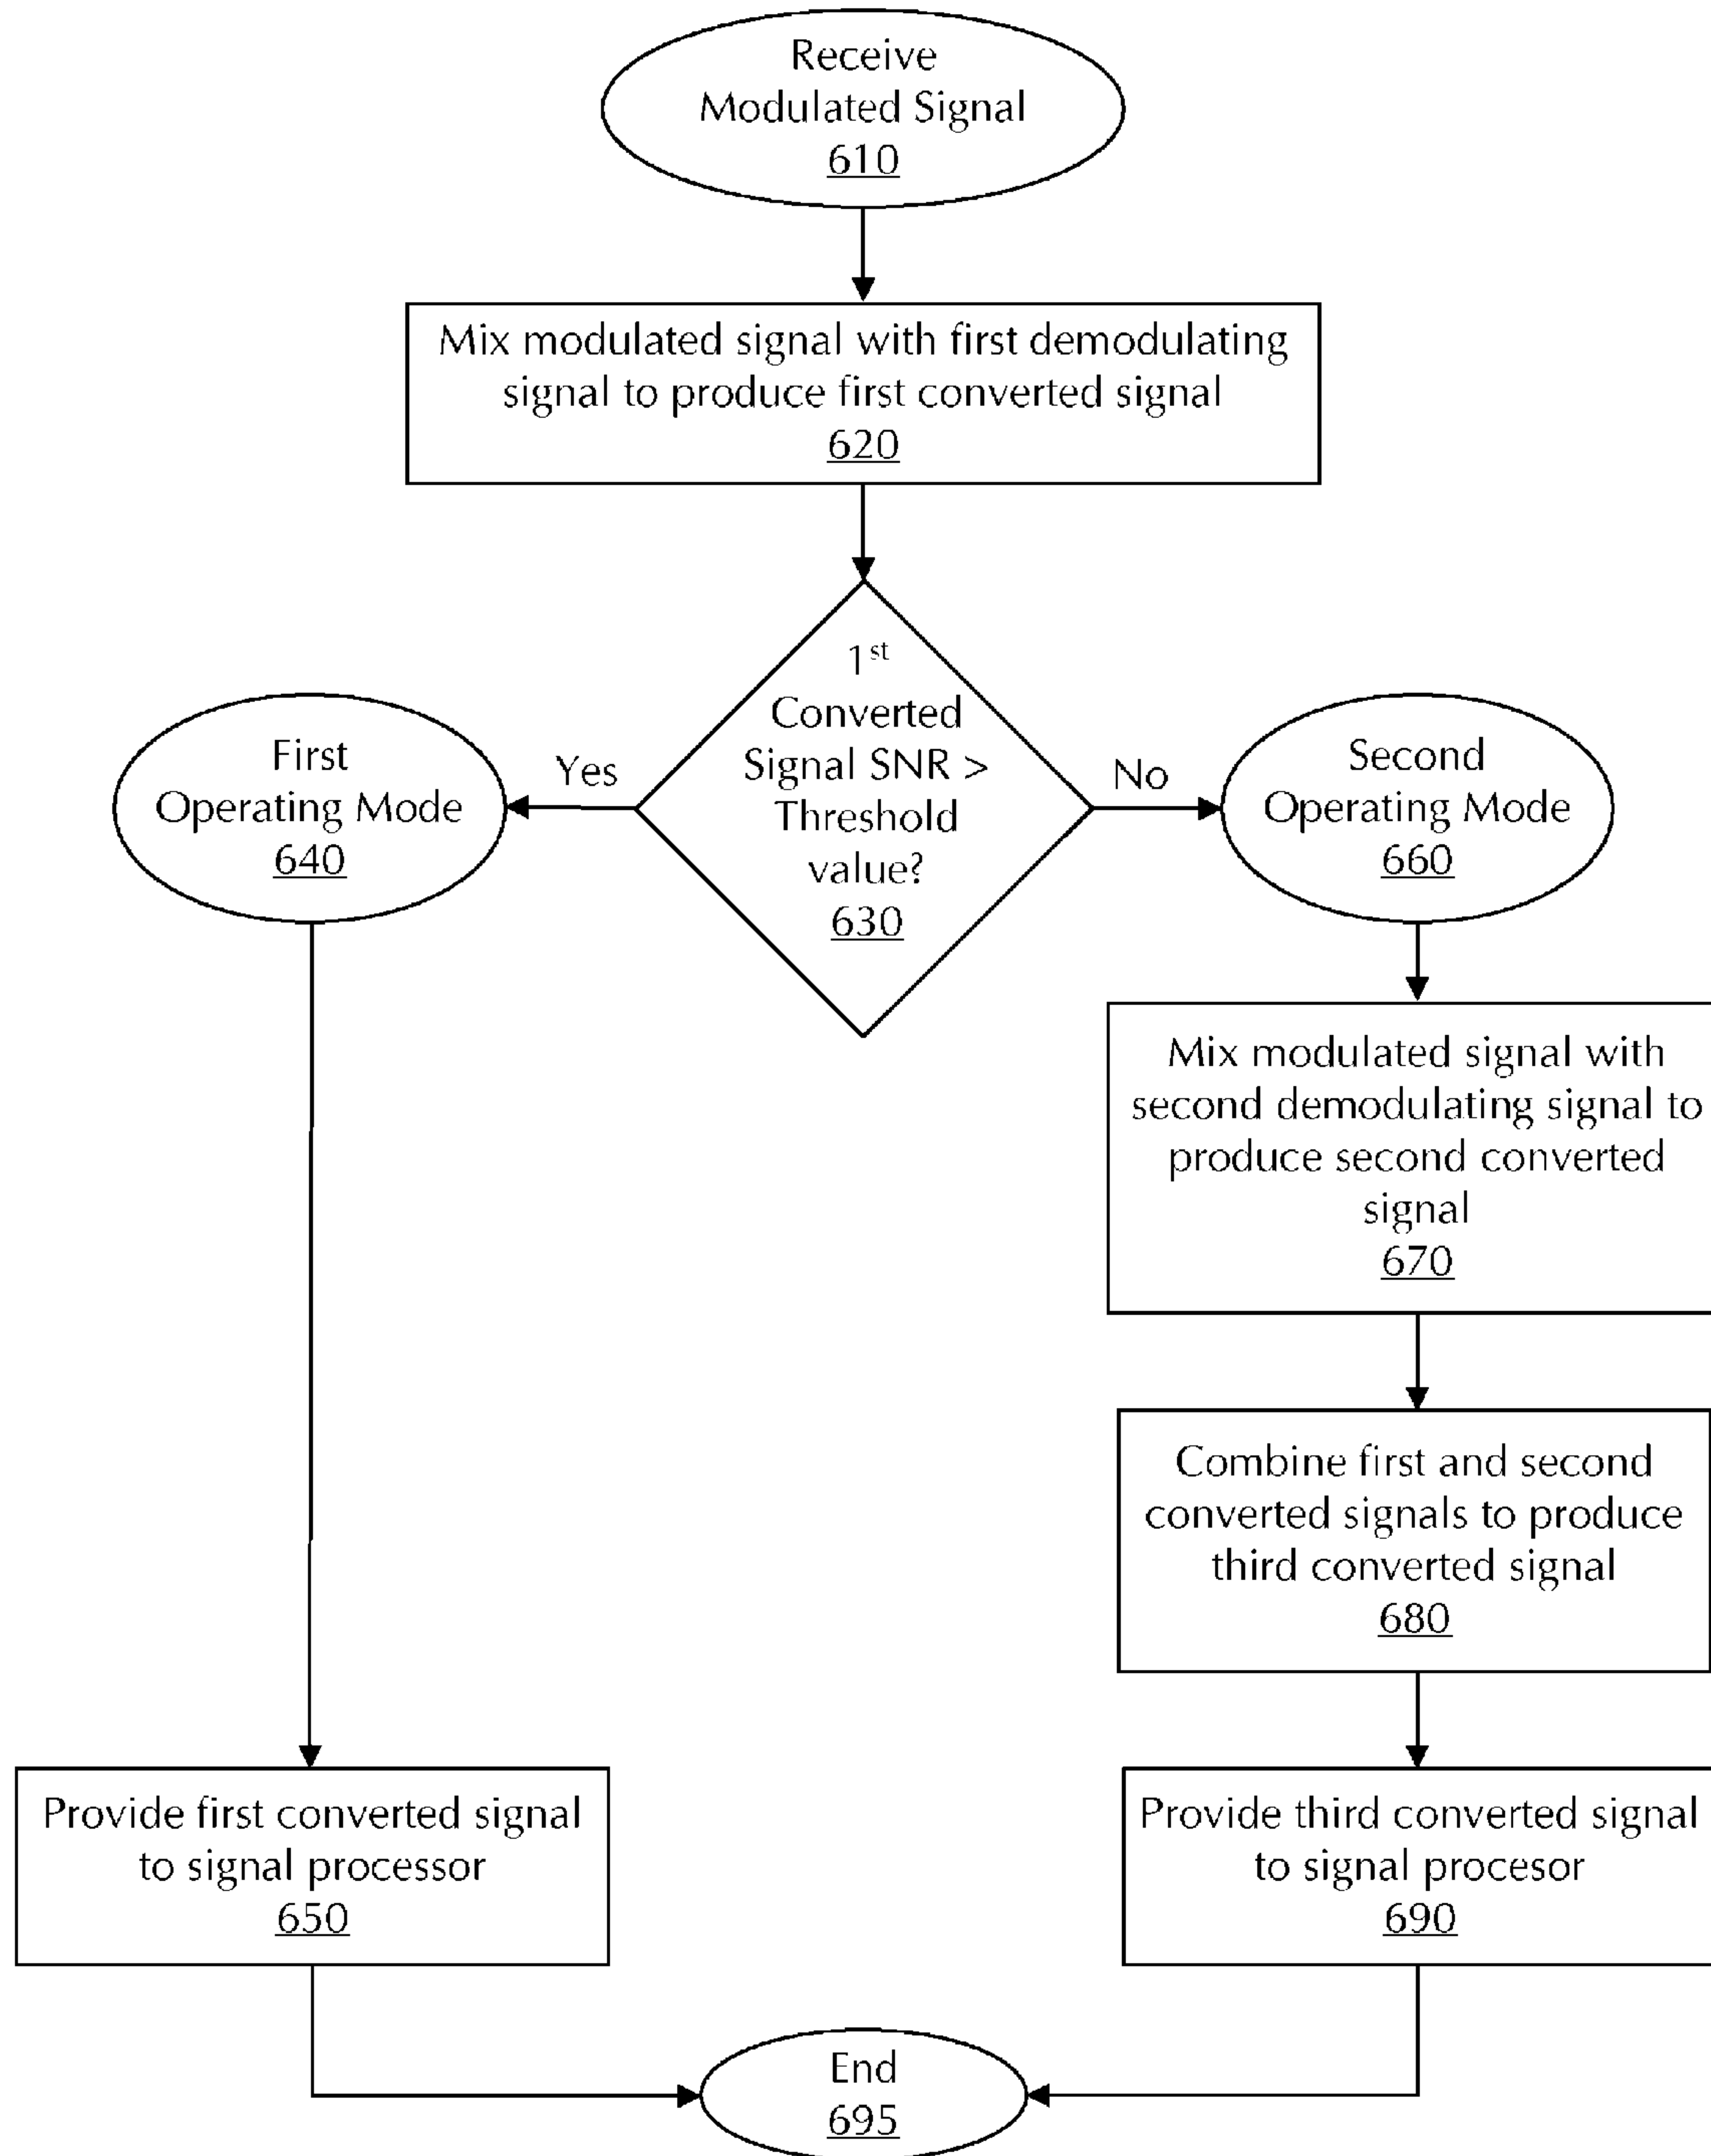 Receive
Modulated Signal
610
Mix modulated signal with first demodulating
signal to produce first converted signal
620
1st
Converted
Signal SNR >
Threshold
value?
630
Yes
No
First
Operating Mode
640
Second
Operating Mode
660
Mix modulated signal with
second demodulating signal to
produce second converted
signal
670
Combine first and second
converted signals to produce
third converted signal
680
Provide first converted signal
to signal processor
650
Provide third converted signal
to signal procesor
690
End
695